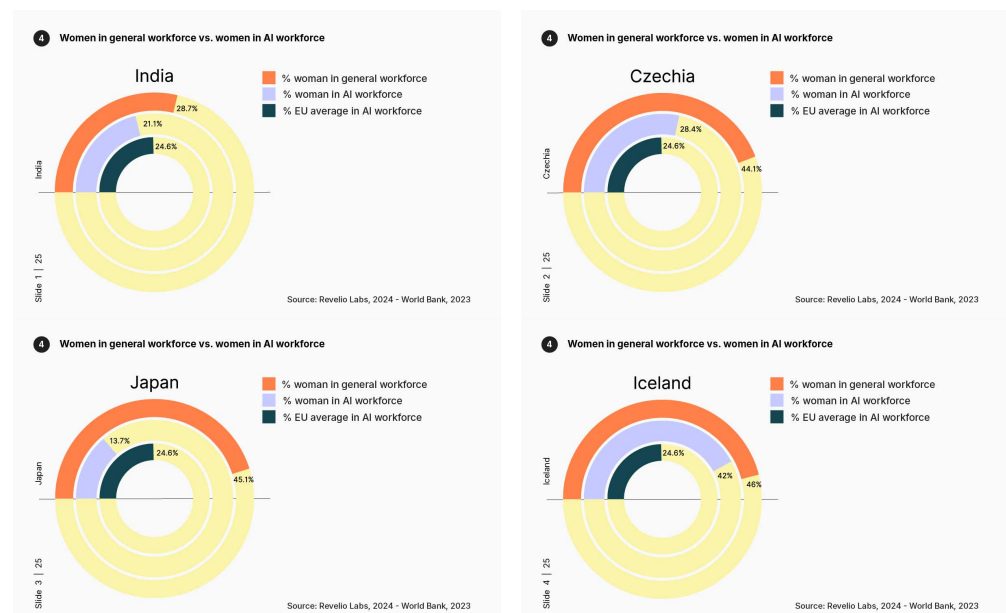 4 Women in general workforce vs. women in AI workforce
India
% woman in general workforce
% woman in AI workforce
% EU average in AI workforce
28.7%
21.1%
24.6%
India
Slide 1 | 25
Source: Revelio Labs, 2024 - World Bank, 2023
4 Women in general workforce vs. women in AI workforce
Czechia
% woman in general workforce
% woman in AI workforce
% EU average in AI workforce
28.4%
24.6%
44.1%
Czechia
Slide 2 | 25
Source: Revelio Labs, 2024 - World Bank, 2023
4 Women in general workforce vs. women in AI workforce
Japan
% woman in general workforce
% woman in AI workforce
% EU average in AI workforce
13.7%
24.6%
45.1%
Japan
Slide 3 | 25
Source: Revelio Labs, 2024 - World Bank, 2023
4 Women in general workforce vs. women in AI workforce
Iceland
% woman in general workforce
% woman in AI workforce
% EU average in AI workforce
24.6%
42%
46%
Iceland
Slide 4 | 25
Source: Revelio Labs, 2024 - World Bank, 2023